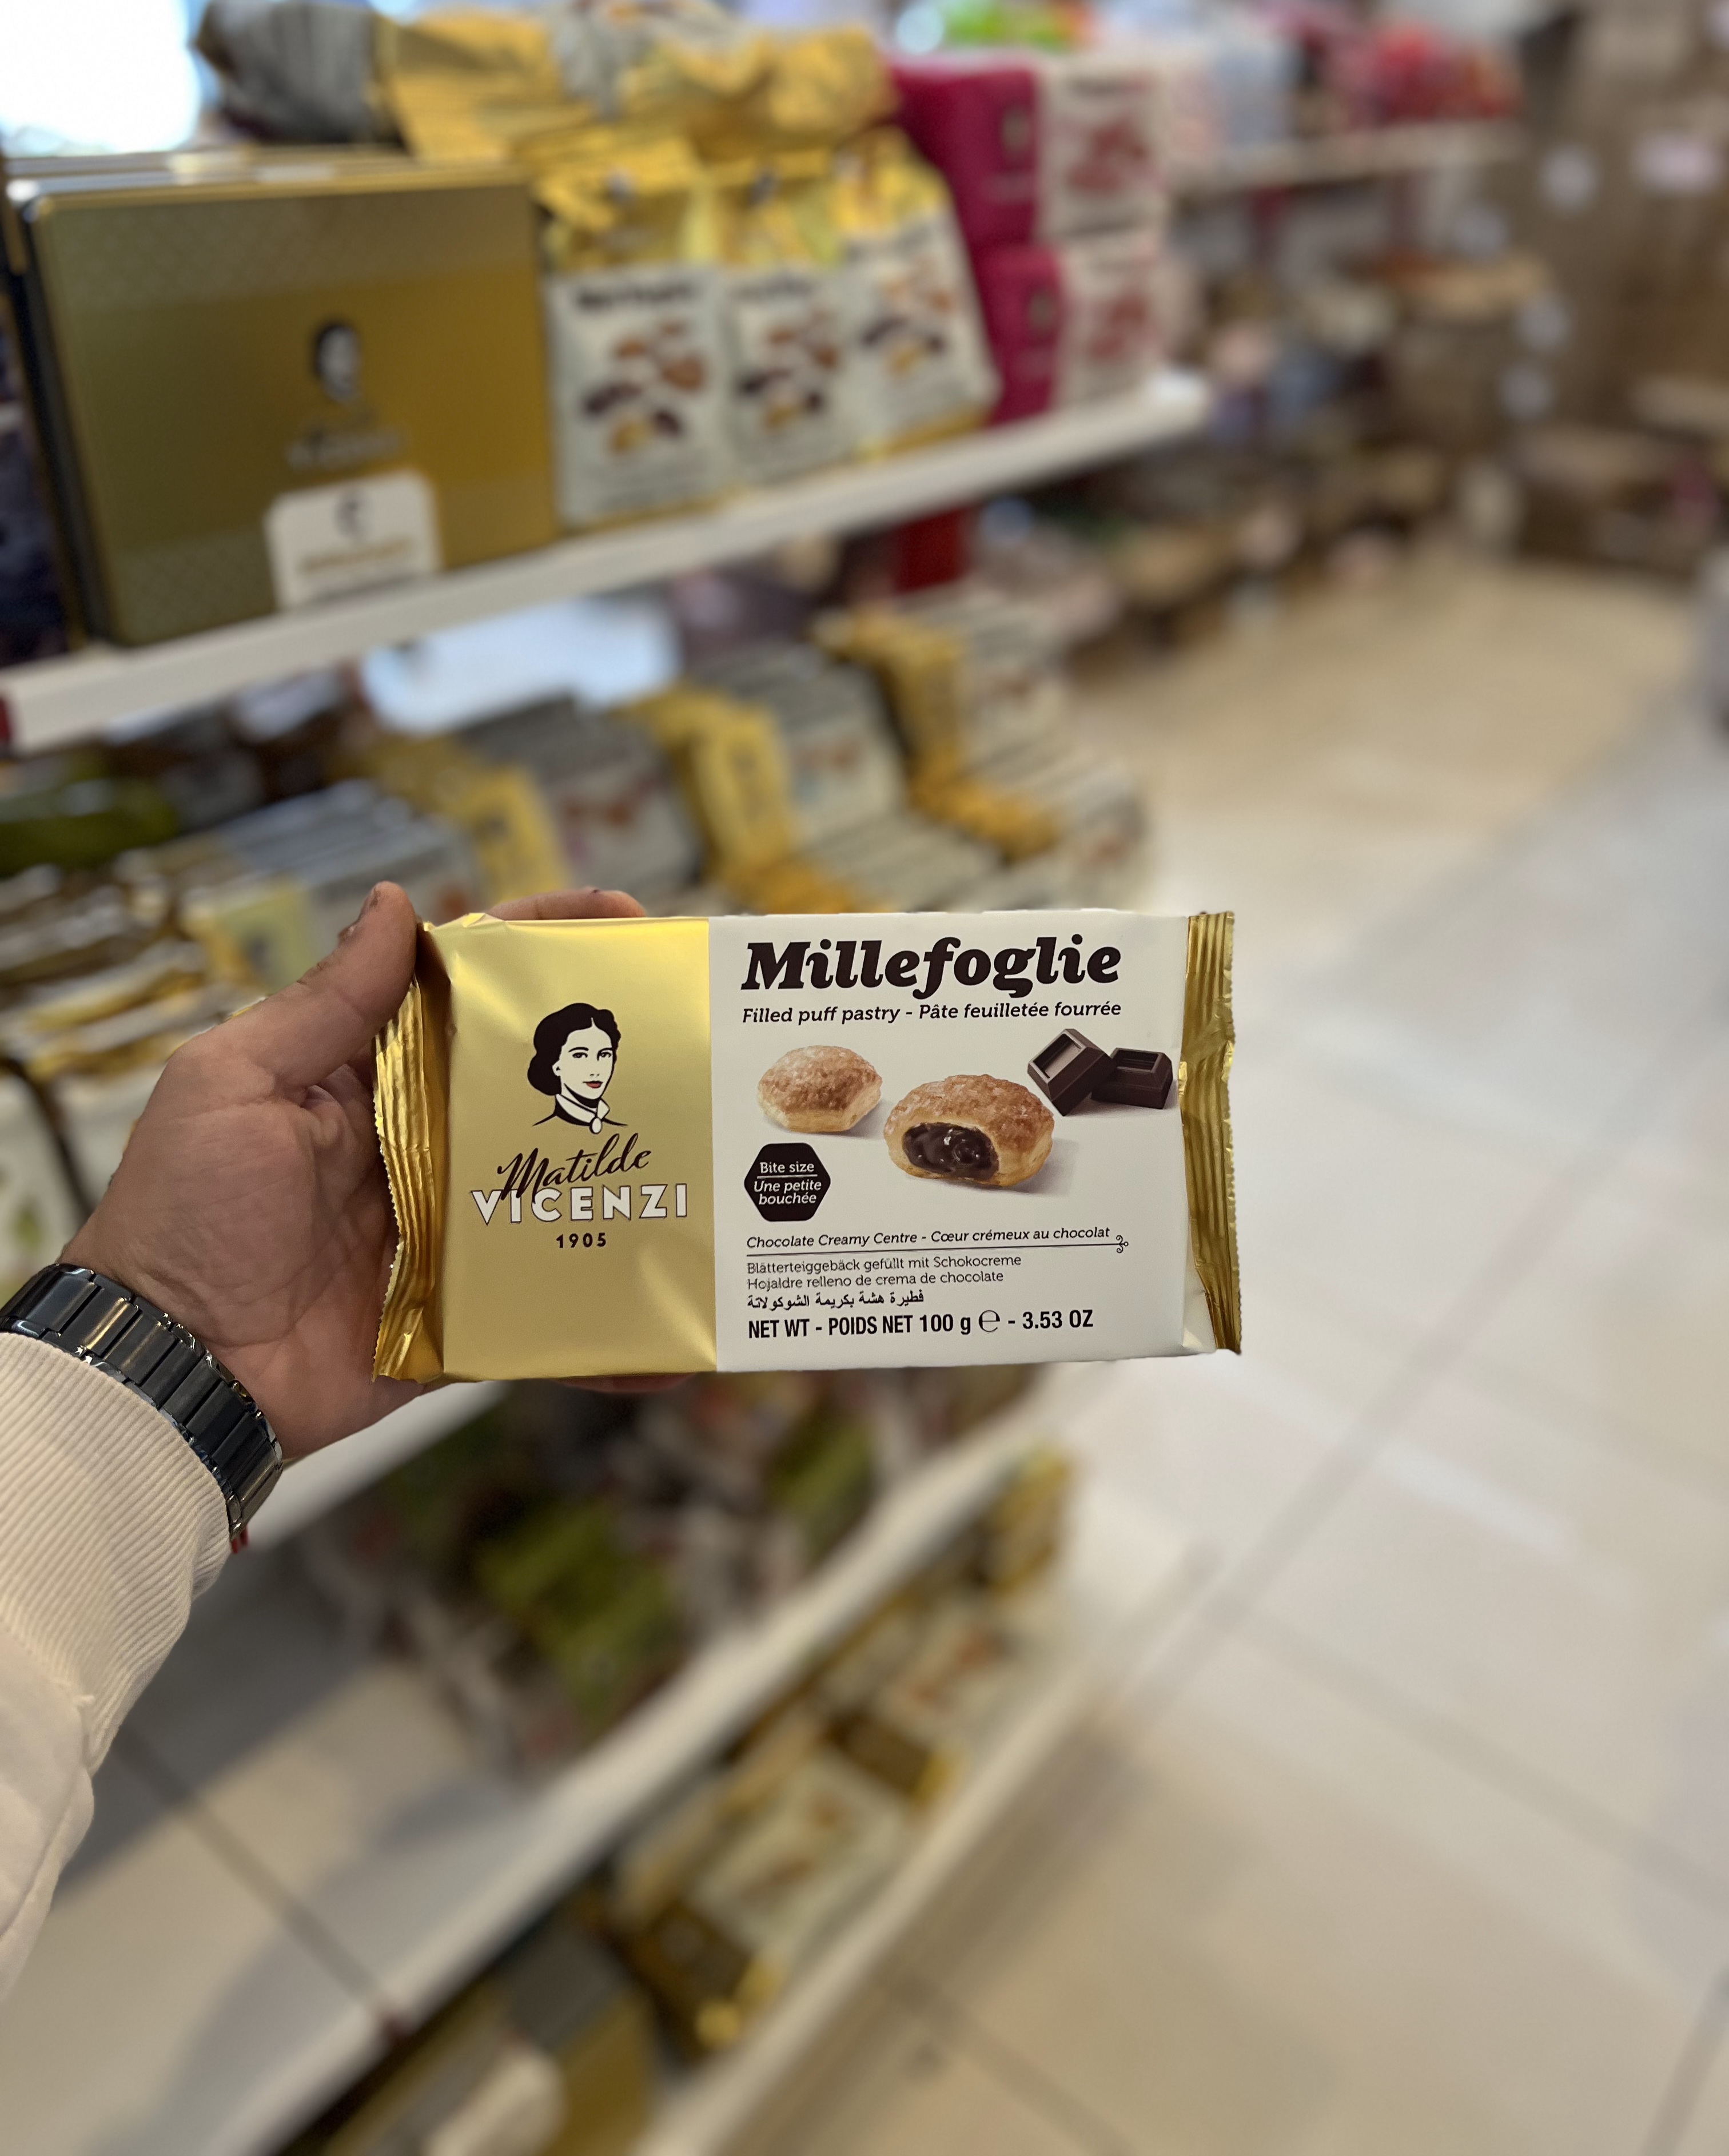 Matilde
VICENZI
1905
Millefoglie
Filled puff pastry - Pâte feuilletée fourrée
Bite size
Une petite
bouchée
Chocolate Creamy Centre - Cœur crémeux au chocolat
Blätterteiggebäck gefüllt mit Schokocreme
Hojaldre relleno de crema de chocolate
فطيرة هشة بكريمة الشوكولاتة
NET WT - POIDS NET 100 g ℮ - 3.53 OZ